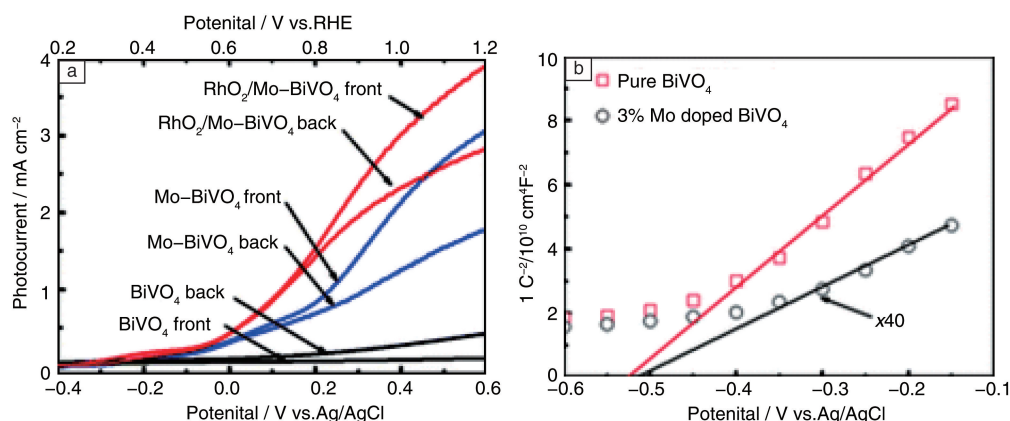 Potenital / V vs.RHE
0.2 0.4 0.6 0.8 1.0 1.2
a
4
3
2
1
0
Photocurrent / mA cm–2
RhO2/Mo–BiVO4 front
RhO2/Mo–BiVO4 back
Mo–BiVO4 front
Mo–BiVO4 back
BiVO4 back
BiVO4 front
–0.4 –0.2 0.0 0.2 0.4 0.6
Potenital / V vs.Ag/AgCl
b
10
8
6
4
2
0
1 C–2/1010 cm4F–2
Pure BiVO4
3% Mo doped BiVO4
x40
–0.6 –0.5 –0.4 –0.3 –0.2 –0.1
Potenital / V vs.Ag/AgCl